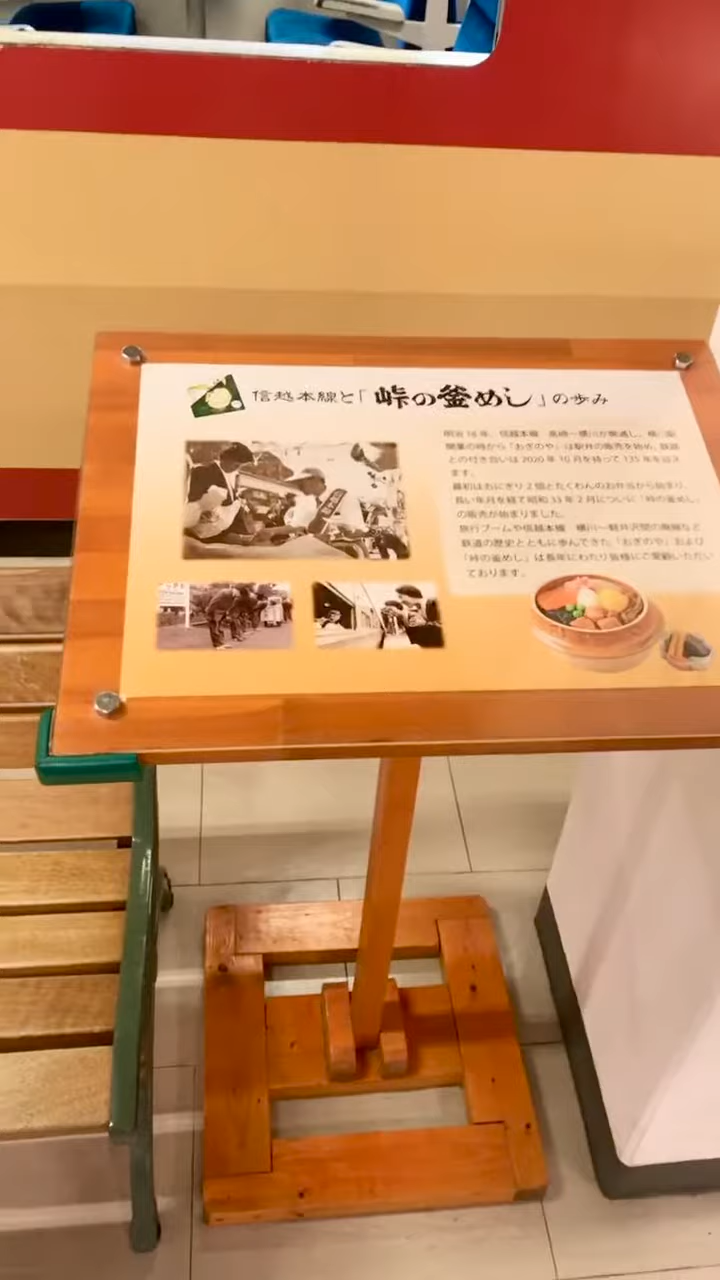 信越本線と「峠の釜めし」の歩み
明治18年、信越本線 高崎〜横川が開通し、横川駅
開業の時から「おぎのや」は駅弁の販売を始め、鉄道
との付き合いは2020年10月を持って135年を迎え
ます。
最初はおにぎり2個とたくわんのお弁当から始まり、
長い年月を経て昭和33年2月についに「峠の釜めし」
の販売が始まりました。
旅行ブームや信越本線 横川〜軽井沢間の廃線など
鉄道の歴史とともに歩んできた「おぎのや」および
「峠の釜めし」は長年にわたり皆様にご愛顧いただい
ております。